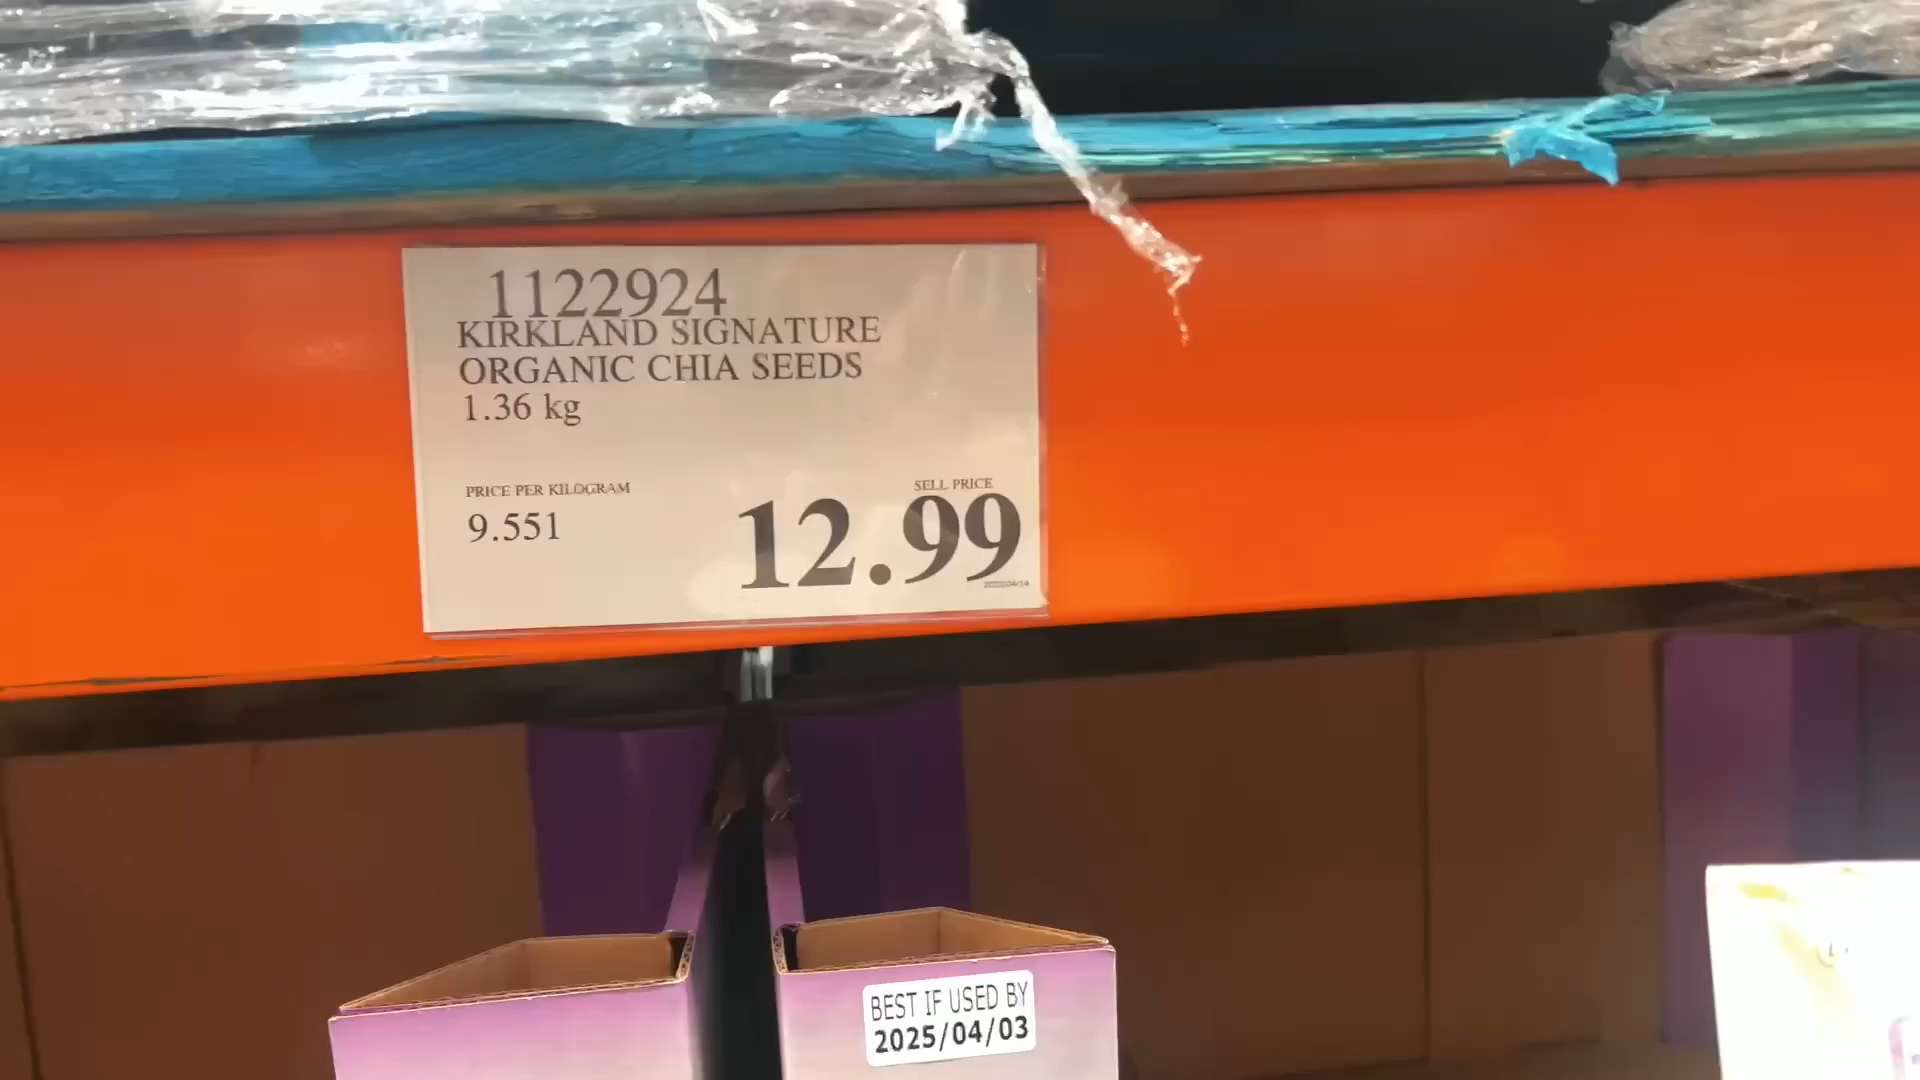 1122924
KIRKLAND SIGNATURE
ORGANIC CHIA SEEDS
1.36 kg
PRICE PER KILOGRAM
9.551
SELL PRICE
12.99
BEST IF USED BY
2025/04/03